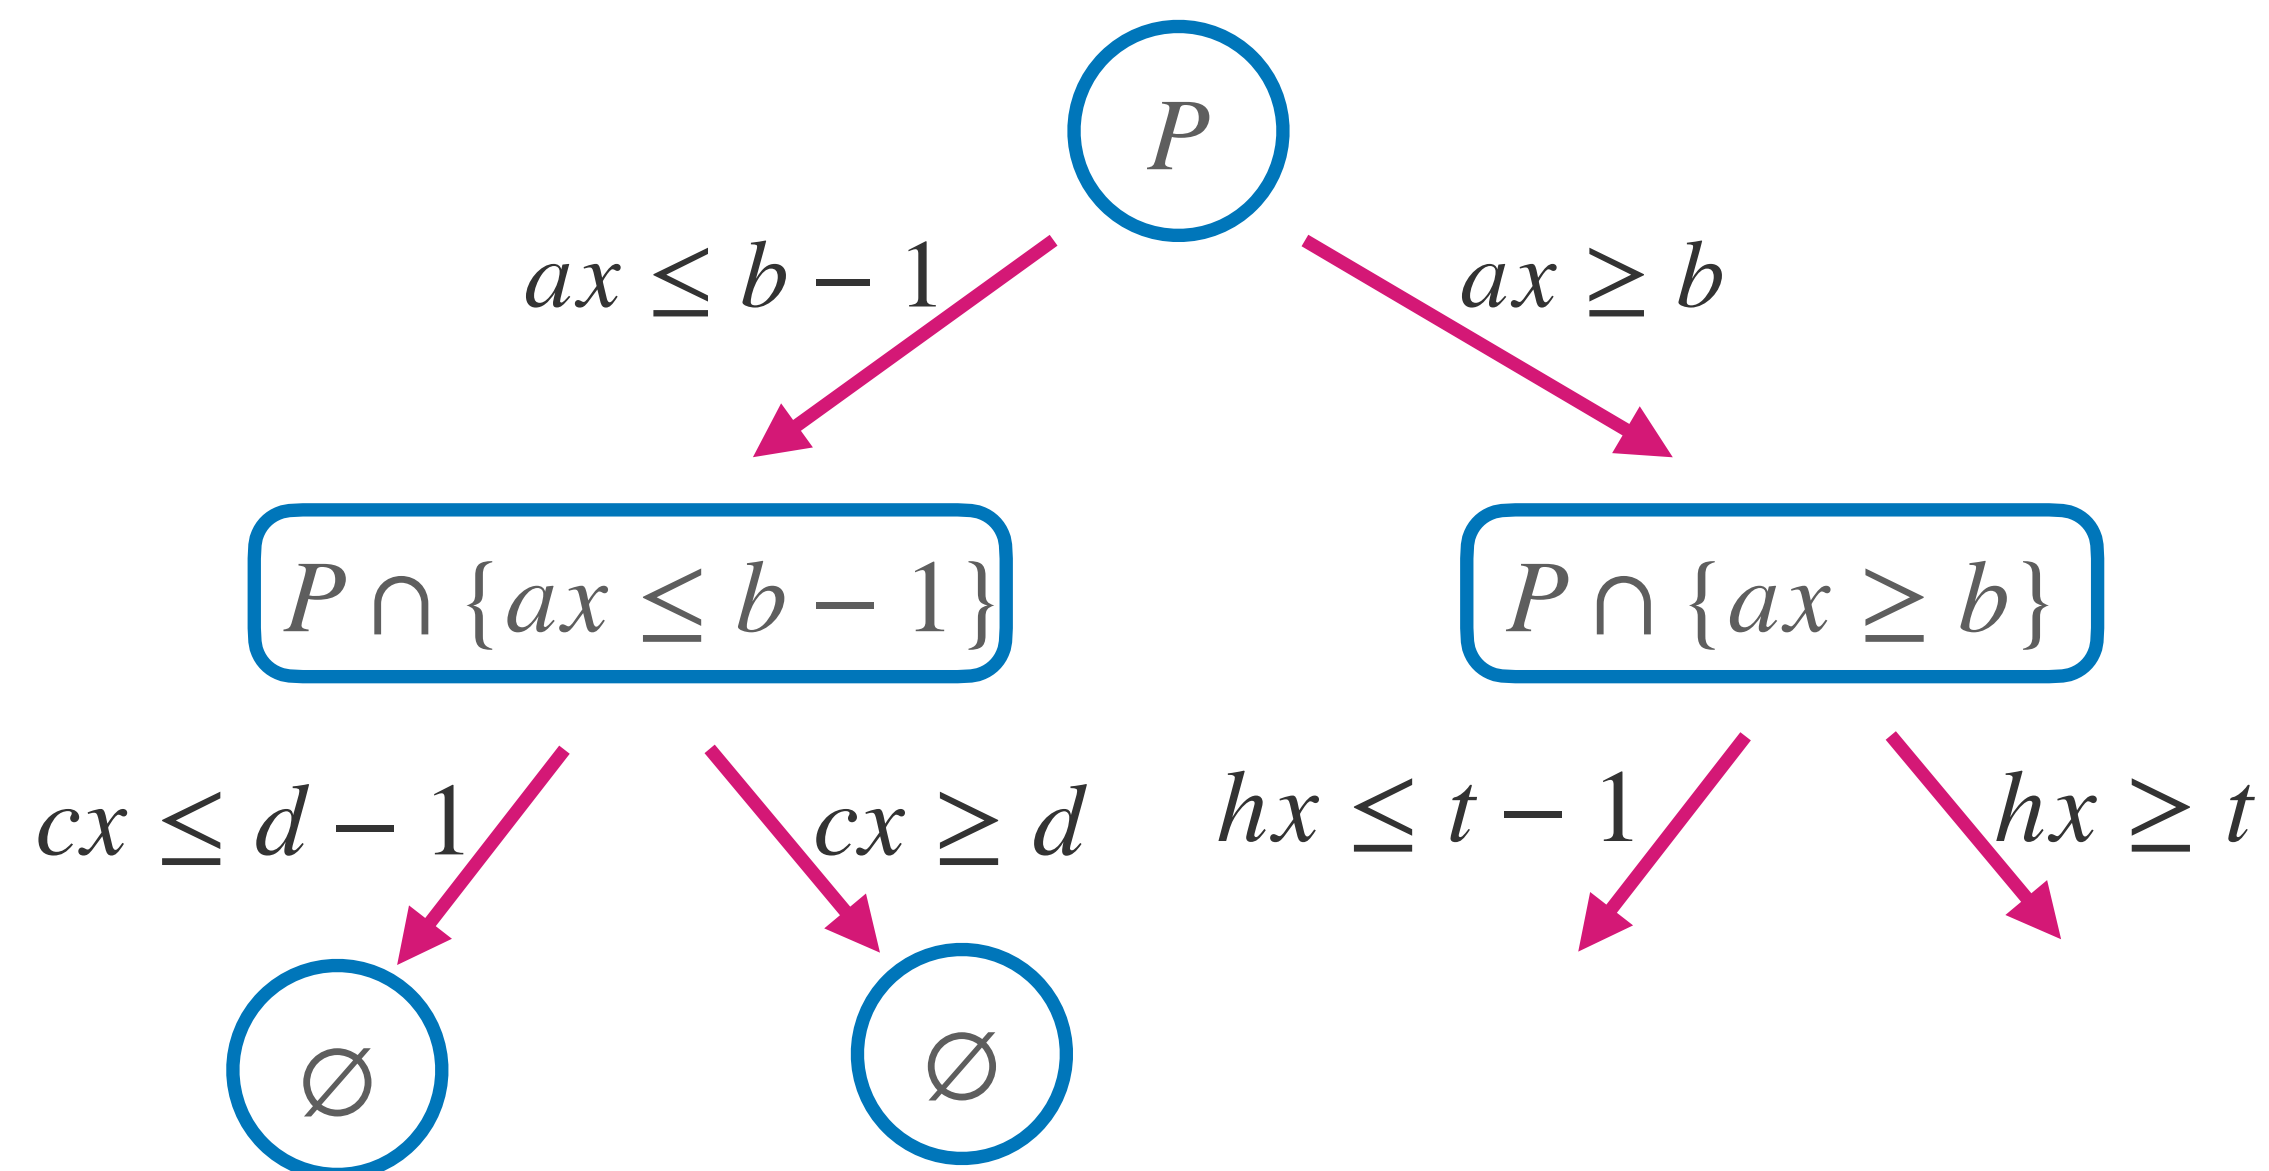 P
ax ≤ b − 1
ax ≥ b
P ∩ {ax ≤ b − 1}
P ∩ {ax ≥ b}
cx ≤ d − 1
cx ≥ d
hx ≤ t − 1
hx ≥ t
∅
∅